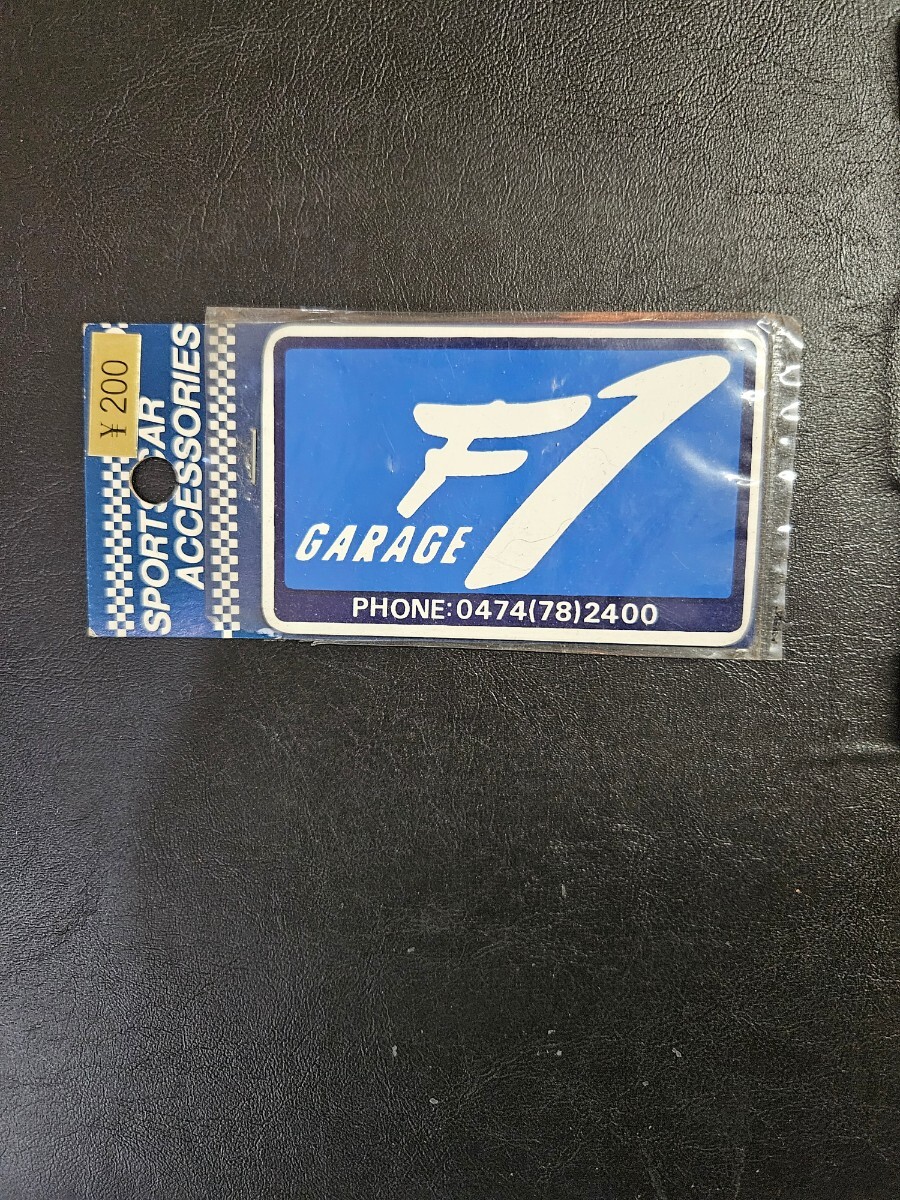 ¥200
SPORTS CAR
ACCESSORIES
F1
GARAGE
PHONE:0474(78)2400